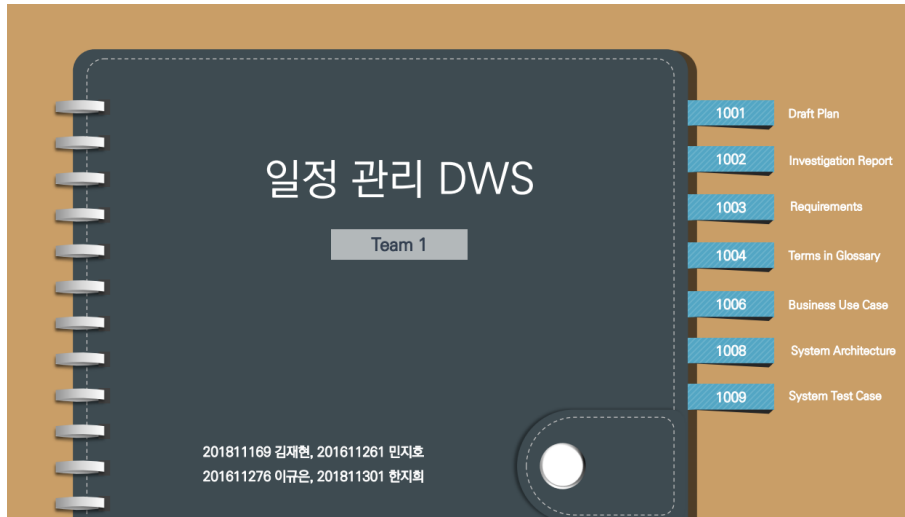 일정 관리 DWS
Team 1
201811169 김재현, 201611261 민지호
201611276 이규은, 201811301 한지희
1001 Draft Plan
1002 Investigation Report
1003 Requirements
1004 Terms in Glossary
1006 Business Use Case
1008 System Architecture
1009 System Test Case